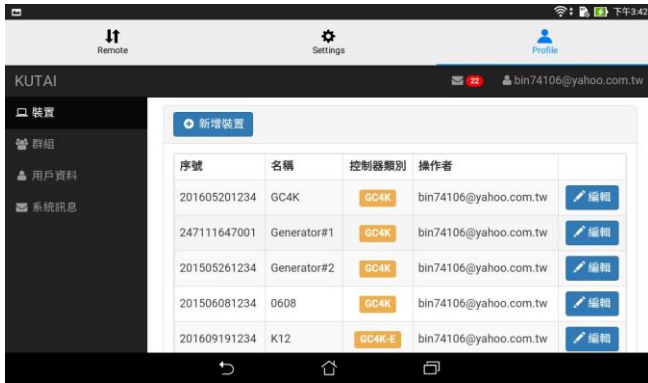 下午3:42
Remote Settings Profile
KUTAI 22 bin74106@yahoo.com.tw
裝置
群組
用戶資料
系統訊息
新增裝置
序號 名稱 控制器類別 操作者
201605201234 GC4K GC4K bin74106@yahoo.com.tw 編輯
247111647001 Generator#1 GC4K bin74106@yahoo.com.tw 編輯
201505261234 Generator#2 GC4K bin74106@yahoo.com.tw 編輯
201506081234 0608 GC4K bin74106@yahoo.com.tw 編輯
201609191234 K12 GC4K-E bin74106@yahoo.com.tw 編輯